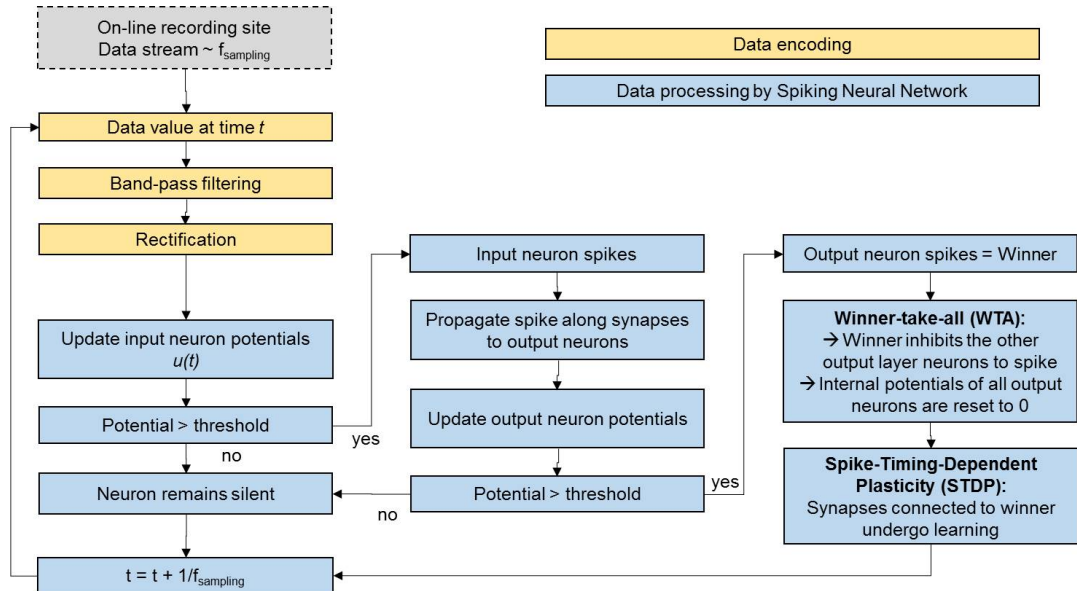 On-line recording site
Data stream ~ fsampling
Data encoding
Data processing by Spiking Neural Network
Data value at time t
Band-pass filtering
Rectification
Update input neuron potentials
u(t)
Potential > threshold
yes
no
Neuron remains silent
t = t + 1/fsampling
Input neuron spikes
Propagate spike along synapses
to output neurons
Update output neuron potentials
Potential > threshold
yes
no
Output neuron spikes = Winner
Winner-take-all (WTA):
→ Winner inhibits the other
output layer neurons to spike
→ Internal potentials of all output
neurons are reset to 0
Spike-Timing-Dependent
Plasticity (STDP):
Synapses connected to winner
undergo learning